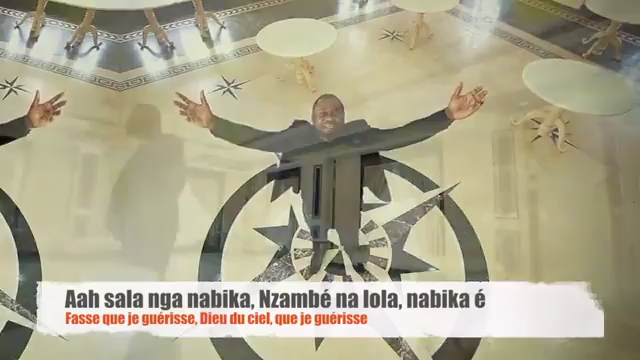 Aah sala nga nabika, Nzambé na lola, nabika é
Fasse que je guérisse, Dieu du ciel, que je guérisse